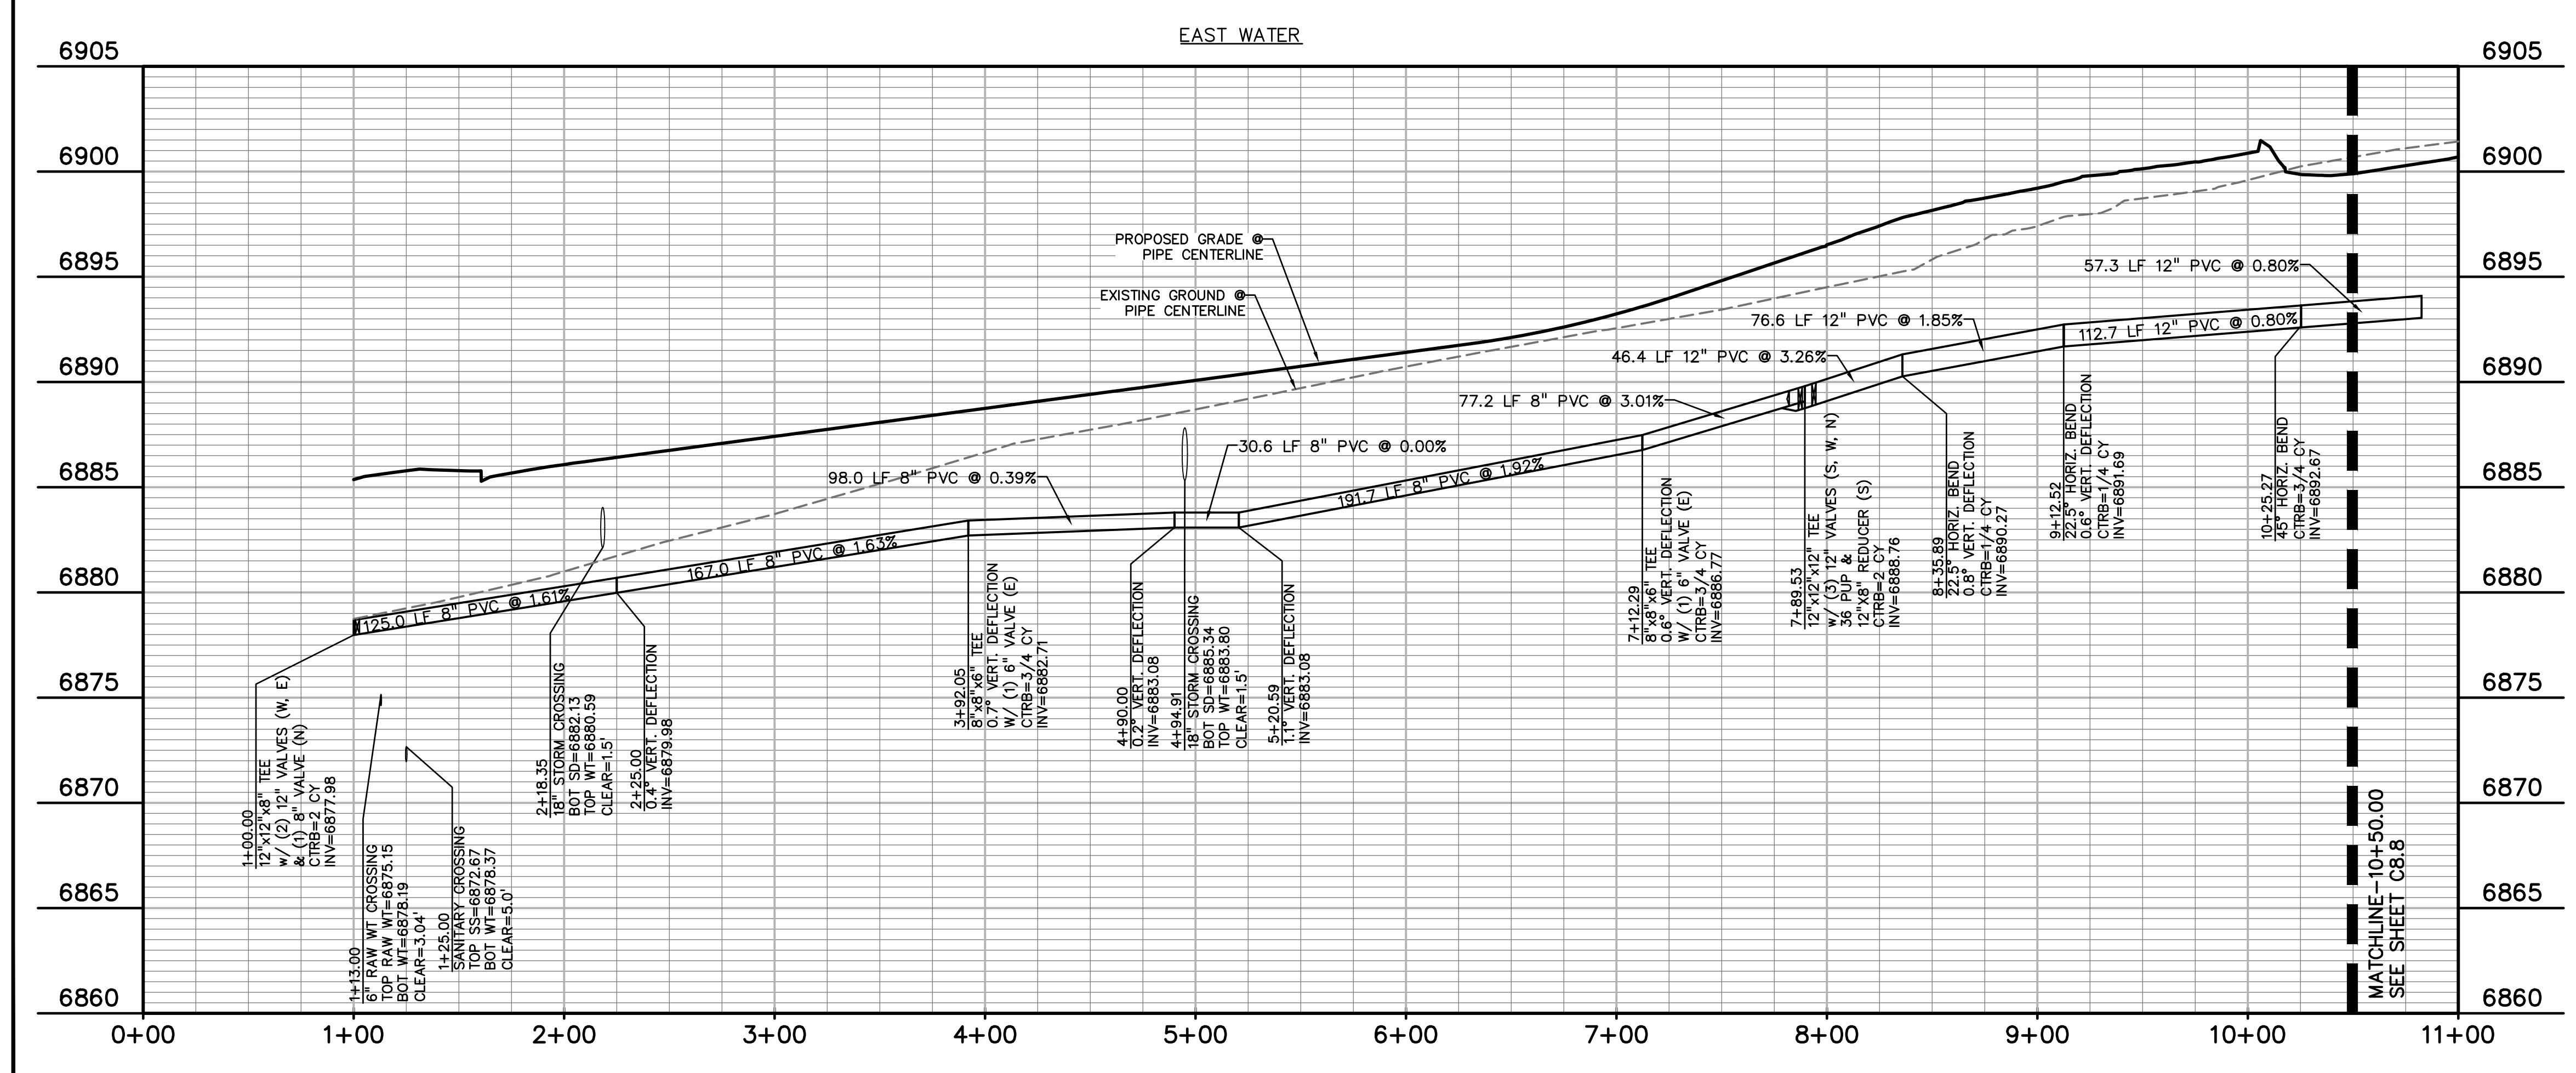 EAST WATER
6905
6905
6900
6900
6895
6895
6890
6890
6885
6885
6880
6880
6875
6875
6870
6870
6865
6865
6860
6860
0+00
1+00
2+00
3+00
4+00
5+00
6+00
7+00
8+00
9+00
10+00
11+00
PROPOSED GRADE @
PIPE CENTERLINE
EXISTING GROUND @
PIPE CENTERLINE
125.0 LF 8" PVC @ 1.61%
167.0 LF 8" PVC @ 1.63%
98.0 LF 8" PVC @ 0.39%
30.6 LF 8" PVC @ 0.00%
191.7 LF 8" PVC @ 1.92%
77.2 LF 8" PVC @ 3.01%
46.4 LF 12" PVC @ 3.26%
76.6 LF 12" PVC @ 1.85%
112.7 LF 12" PVC @ 0.80%
57.3 LF 12" PVC @ 0.80%
1+00.00
12"x12"x8" TEE
w/ (2) 12" VALVES (W, E)
& (1) 8" VALVE (N)
CTRB=2 CY
INV=6877.98
1+13.00
6" RAW WT CROSSING
TOP RAW WT=6875.15
BOT WT=6878.19
CLEAR=3.04'
1+25.00
SANITARY CROSSING
TOP SS=6872.67
BOT WT=6878.37
CLEAR=5.0'
2+18.35
18" STORM CROSSING
BOT SD=6882.13
TOP WT=6880.59
CLEAR=1.5'
2+25.00
0.4° VERT. DEFLECTION
INV=6879.98
3+92.05
8"x8"x6" TEE
0.7° VERT. DEFLECTION
W/ (1) 6" VALVE (E)
CTRB=3/4 CY
INV=6882.71
4+90.00
0.2° VERT. DEFLECTION
INV=6883.08
4+94.91
18" STORM CROSSING
BOT SD=6885.34
TOP WT=6883.80
CLEAR=1.5'
5+20.59
1.1° VERT. DEFLECTION
INV=6883.08
7+12.29
8"x8"x6" TEE
0.6° VERT. DEFLECTION
W/ (1) 6" VALVE (E)
CTRB=3/4 CY
INV=6886.77
7+89.53
12"x12"x12" TEE
w/ (3) 12" VALVES (S, W, N)
36 PUP &
12"X8" REDUCER (S)
CTRB=2 CY
INV=6888.76
8+35.89
22.5° HORIZ. BEND
0.8° VERT. DEFLECTION
CTRB=1/4 CY
INV=6890.27
9+12.52
22.5° HORIZ. BEND
0.6° VERT. DEFLECTION
CTRB=1/4 CY
INV=6891.69
10+25.27
45° HORIZ. BEND
CTRB=3/4 CY
INV=6892.67
MATCHLINE-10+50.00
SEE SHEET C8.8